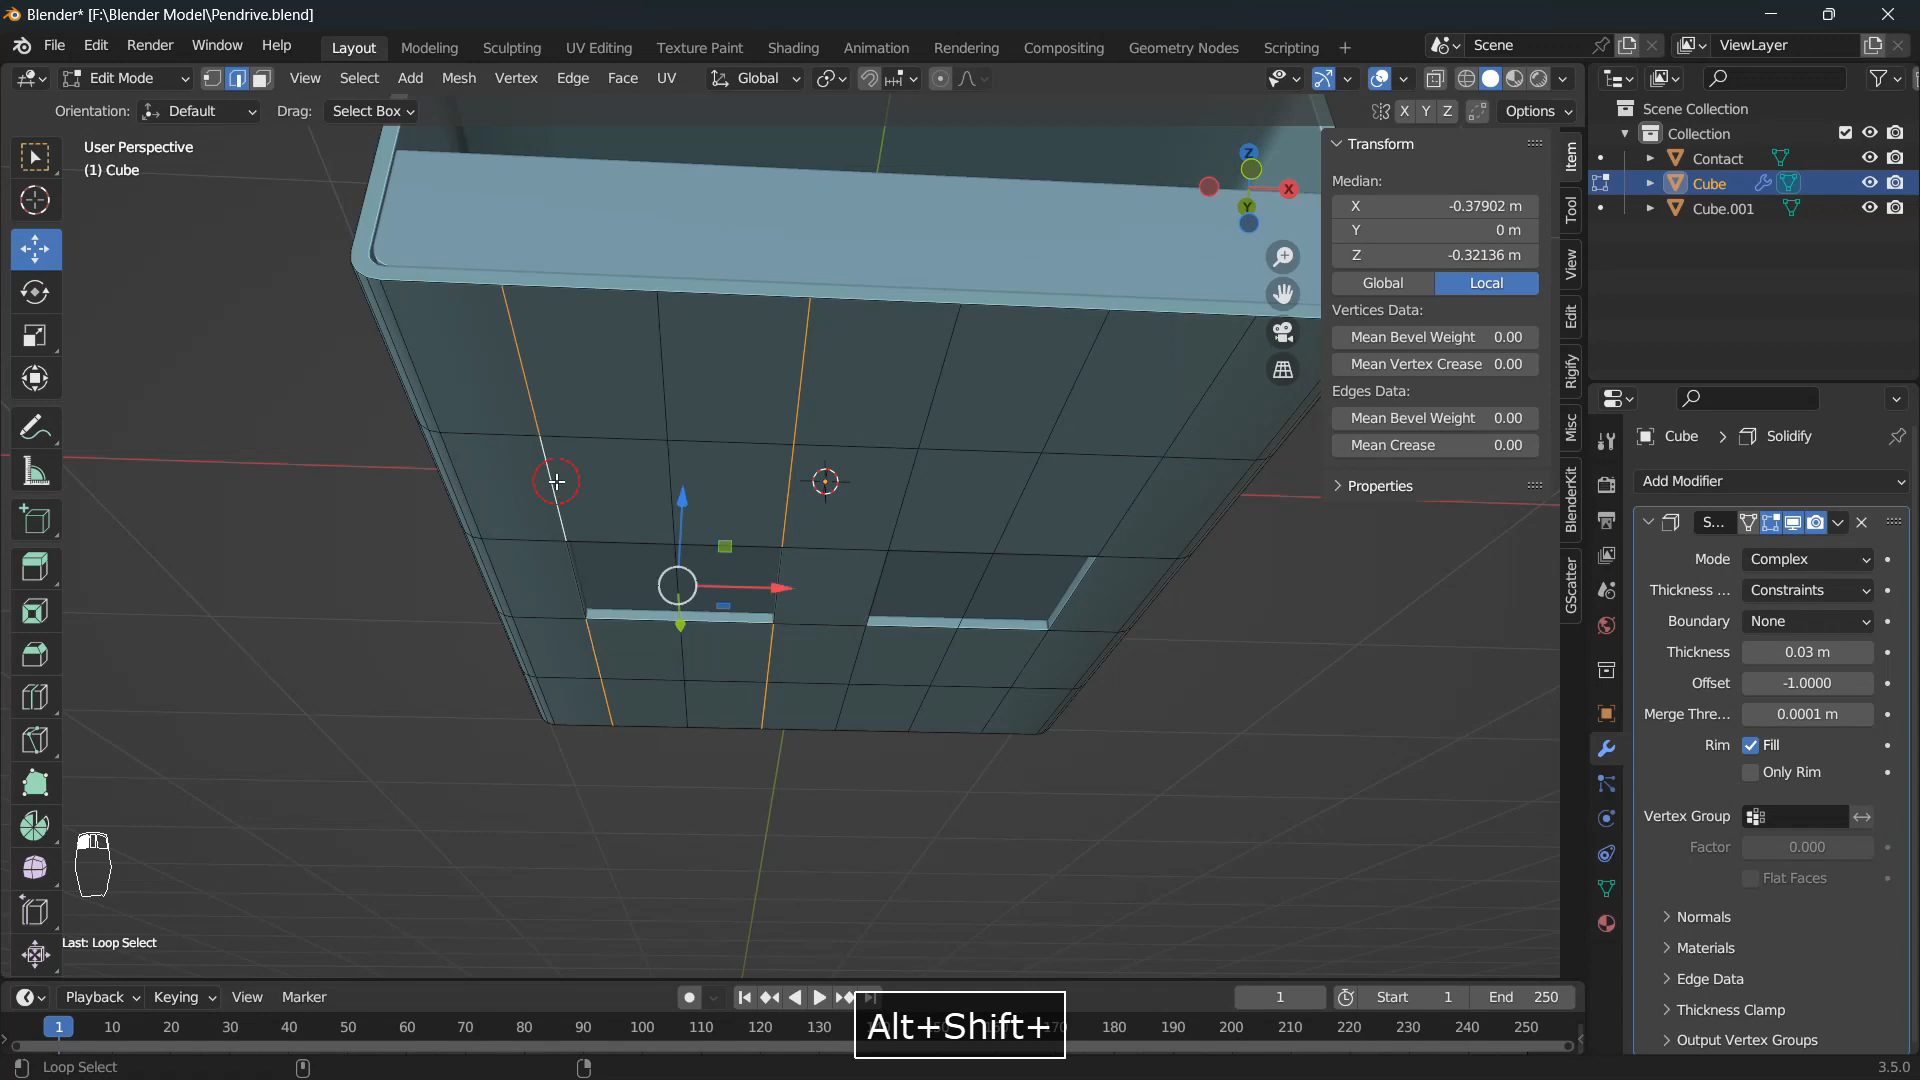 Blender* [F:\Blender Model\Pendrive.blend]
File Edit Render Window Help Layout Modeling Sculpting UV Editing Texture Paint Shading Animation Rendering Compositing Geometry Nodes Scripting + Scene ViewLayer
Edit Mode View Select Add Mesh Vertex Edge Face UV Global
Orientation: Default Drag: Select Box X Y Z Options
User Perspective
(1) Cube
Z
X
Y
Transform
Median:
X -0.37902 m
Y 0 m
Z -0.32136 m
Global Local
Vertices Data:
Mean Bevel Weight 0.00
Mean Vertex Crease 0.00
Edges Data:
Mean Bevel Weight 0.00
Mean Crease 0.00
Properties
Item
Tool
View
Edit
Rigify
Misc
BlenderKit
GScatter
Scene Collection
Collection
Contact
Cube
Cube.001
Cube Solidify
Add Modifier
S...
Mode Complex
Thickness ... Constraints
Boundary None
Thickness 0.03 m
Offset -1.0000
Merge Thre... 0.0001 m
Rim Fill
Only Rim
Vertex Group
Factor 0.000
Flat Faces
Normals
Materials
Edge Data
Thickness Clamp
Output Vertex Groups
Last: Loop Select
Playback Keying View Marker 1 Start 1 End 250
1 10 20 30 40 50 60 70 80 90 100 110 120 130 170 180 190 200 210 220 230 240 250
Alt+Shift+
Loop Select
3.5.0